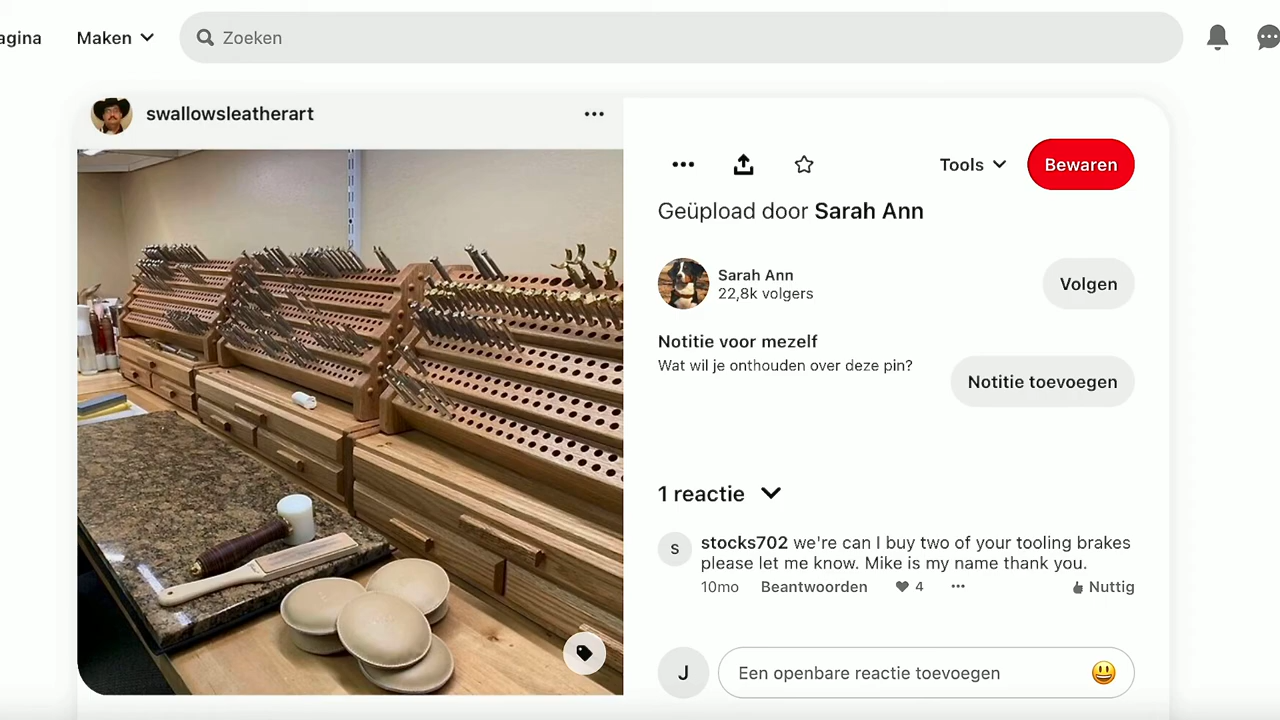 agina
Maken
Zoeken
swallowsleatherart
Tools
Bewaren
Geüpload door Sarah Ann
Sarah Ann
22,8k volgers
Volgen
Notitie voor mezelf
Wat wil je onthouden over deze pin?
Notitie toevoegen
1 reactie
S
stocks702 we're can I buy two of your tooling brakes
please let me know. Mike is my name thank you.
10mo Beantwoorden 4 Nuttig
J
Een openbare reactie toevoegen